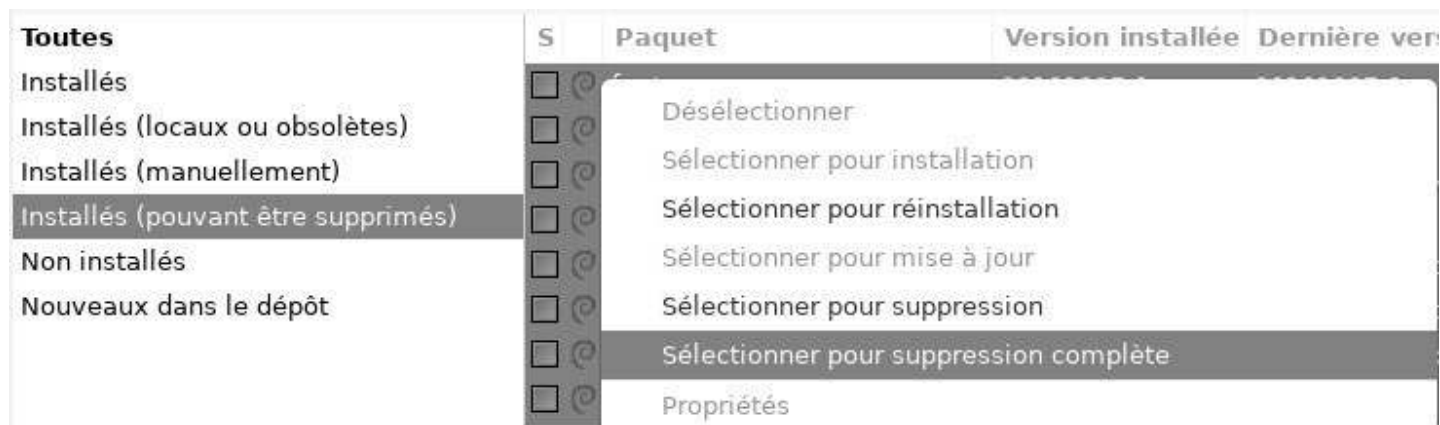 Toutes
Installés
Installés (locaux ou obsolètes)
Installés (manuellement)
Installés (pouvant être supprimés)
Non installés
Nouveaux dans le dépôt
S Paquet Version installée Dernière
Désélectionner
Sélectionner pour installation
Sélectionner pour réinstallation
Sélectionner pour mise à jour
Sélectionner pour suppression
Sélectionner pour suppression complète
Propriétés